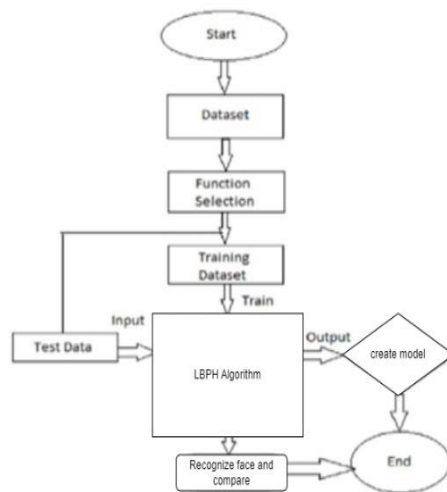 Start
Dataset
Function
Selection
Training
Dataset
Train
Input
Output
Test Data
LBPH Algorithm
create model
Recognize face and
compare
End